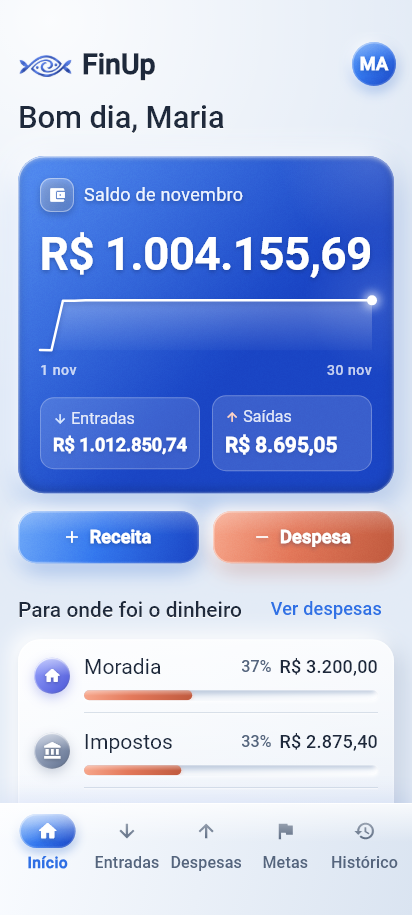 FinUp
MA
Bom dia, Maria
Saldo de novembro
R$ 1.004.155,69
1 nov 30 nov
↓ Entradas
R$ 1.012.850,74
↑ Saídas
R$ 8.695,05
+ Receita
− Despesa
Para onde foi o dinheiro Ver despesas
Moradia 37% R$ 3.200,00
Impostos 33% R$ 2.875,40
Início Entradas Despesas Metas Histórico